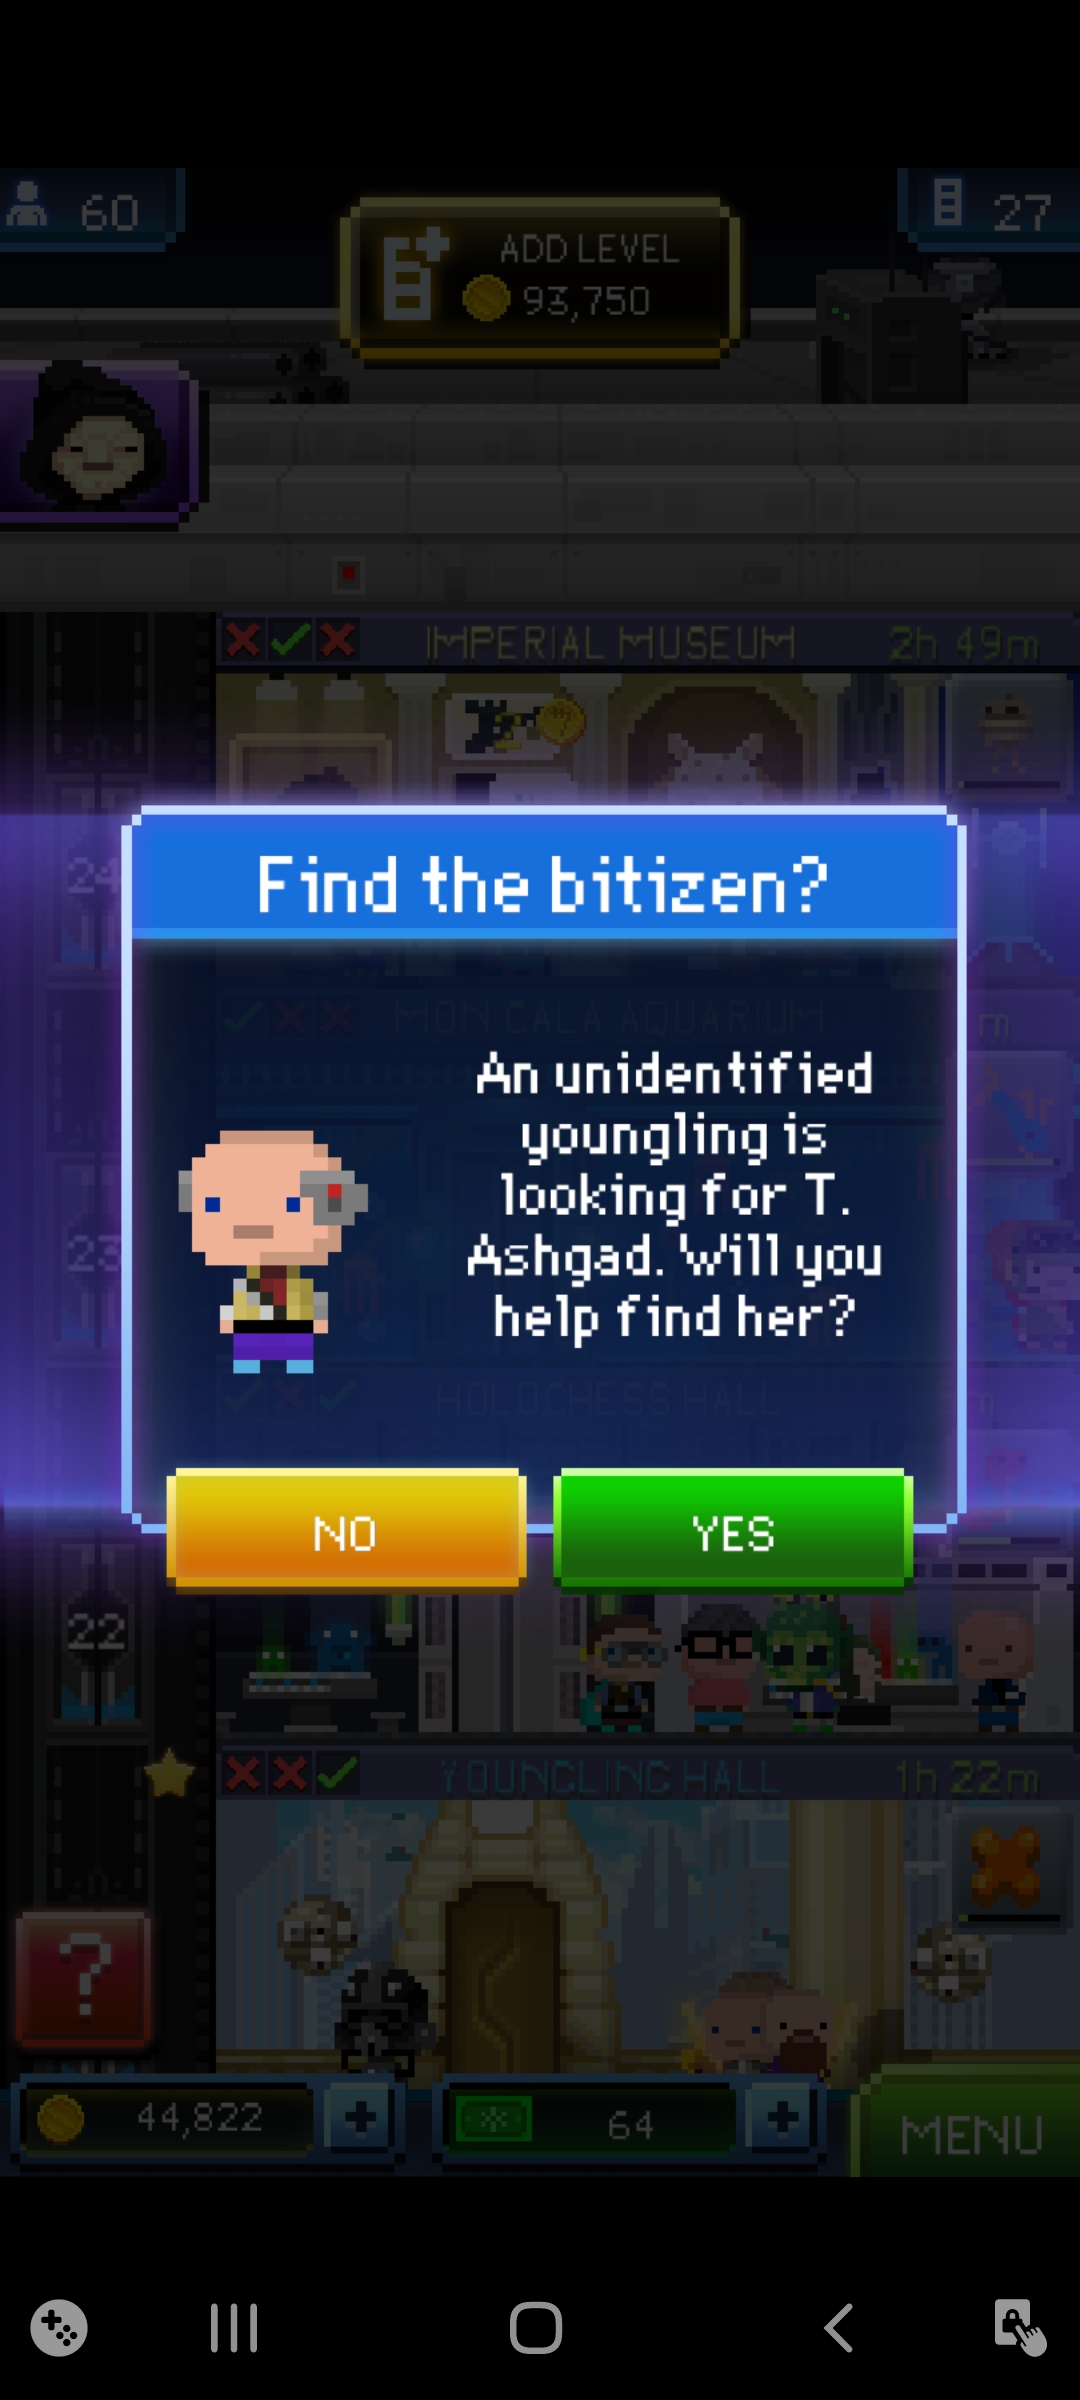 60
ADD LEVEL
93,750
27
IMPERIAL MUSEUM
2h 49m
Find the bitizen?
24
MON CALA AQUARIUM
m
An unidentified
youngling is
looking for T.
Ashgad. Will you
help find her?
23
HOLOCHESS HALL
m
NO
YES
22
YOUNGLING HALL
1h 22m
?
44,822
+
64
+
MENU